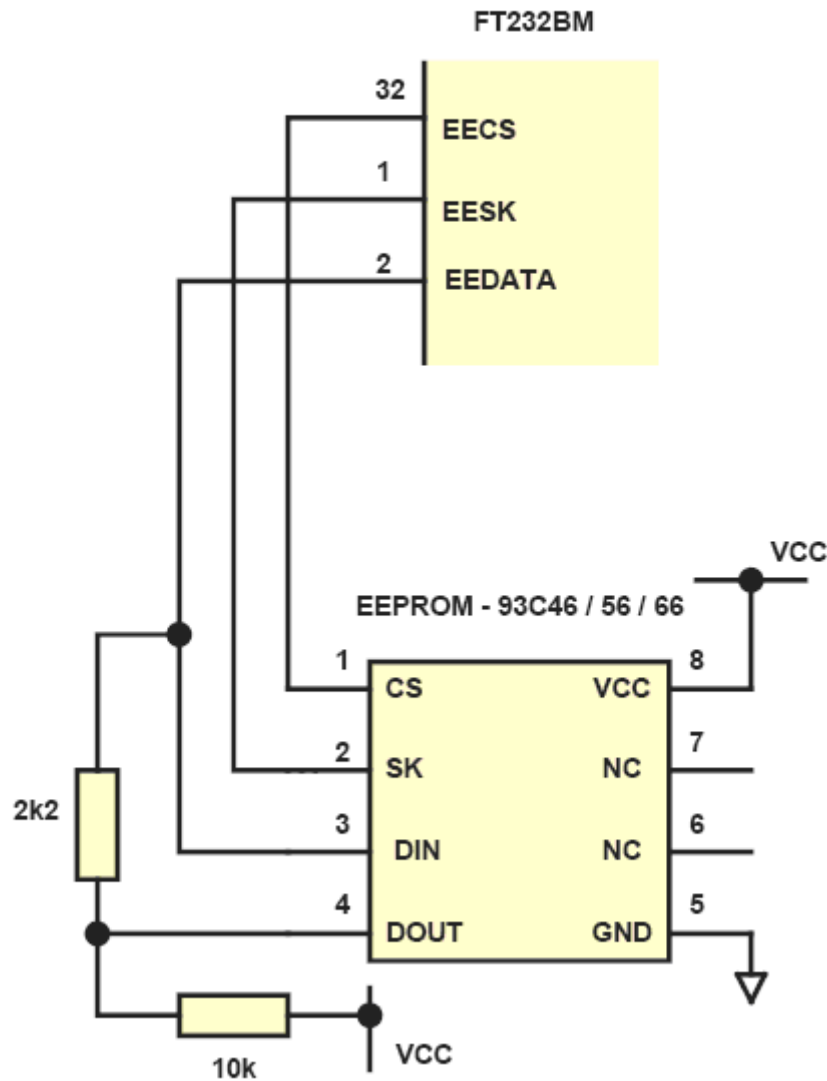 FT232BM
32
EECS
1
EESK
2
EEDATA
VCC
EEPROM - 93C46 / 56 / 66
1
CS
VCC
8
2
SK
NC
7
2k2
3
DIN
NC
6
4
DOUT
GND
5
10k
VCC